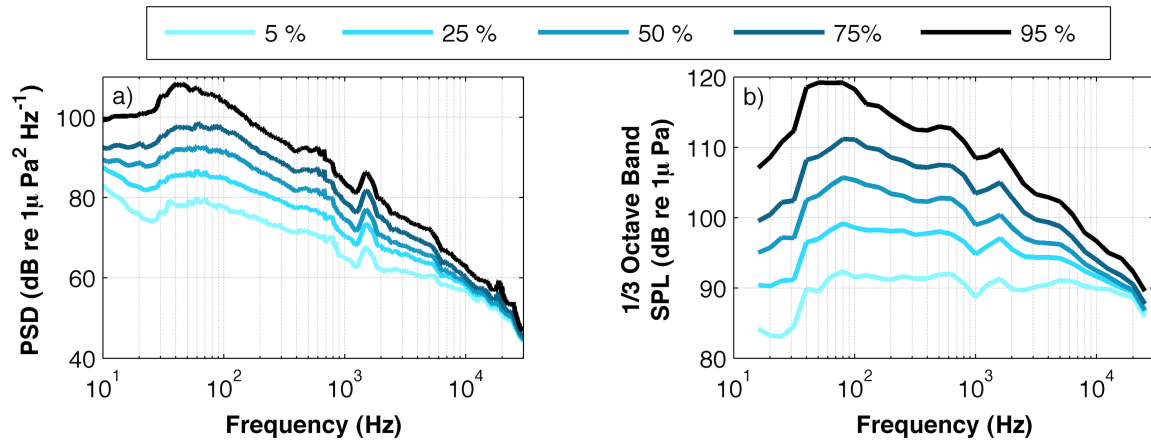 5 % 25 % 50 % 75% 95 %
a)
PSD (dB re 1μ Pa² Hz⁻¹)
100
80
60
40
10¹ 10² 10³ 10⁴
Frequency (Hz)
b)
1/3 Octave Band
SPL (dB re 1μ Pa)
120
110
100
90
80
10¹ 10² 10³ 10⁴
Frequency (Hz)